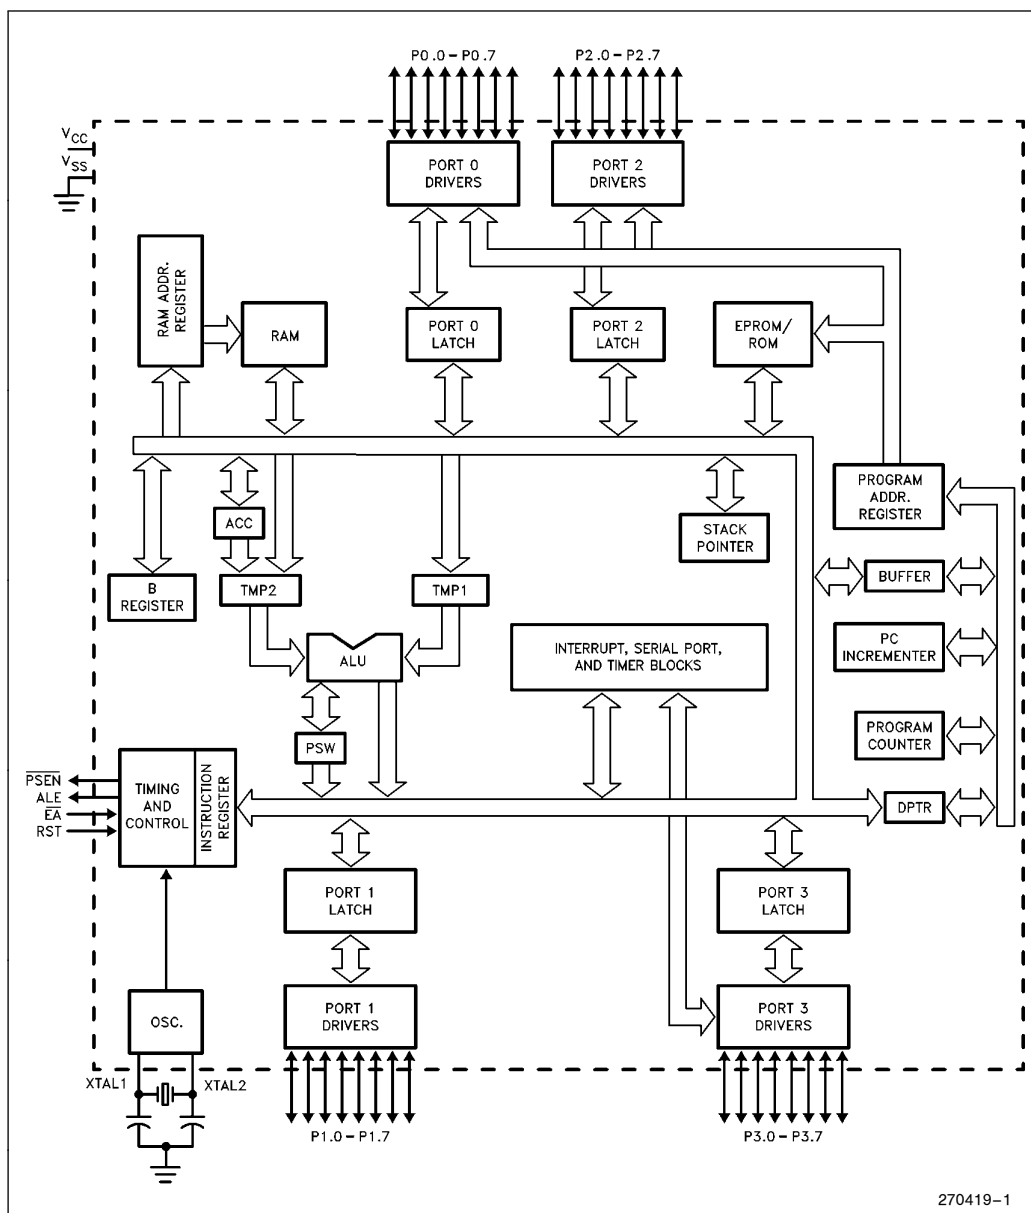 P0.0–P0.7
P2.0–P2.7
VCC
VSS
PORT 0
DRIVERS
PORT 2
DRIVERS
RAM ADDR.
REGISTER
RAM
PORT 0
LATCH
PORT 2
LATCH
EPROM/
ROM
PROGRAM
ADDR.
REGISTER
ACC
STACK
POINTER
B
REGISTER
TMP2
TMP1
BUFFER
ALU
INTERRUPT, SERIAL PORT,
AND TIMER BLOCKS
PC
INCREMENTER
PSW
PROGRAM
COUNTER
PSEN
ALE
EA
RST
TIMING
AND
CONTROL
INSTRUCTION
REGISTER
DPTR
PORT 1
LATCH
PORT 3
LATCH
OSC.
PORT 1
DRIVERS
PORT 3
DRIVERS
XTAL1
XTAL2
P1.0–P1.7
P3.0–P3.7
270419–1